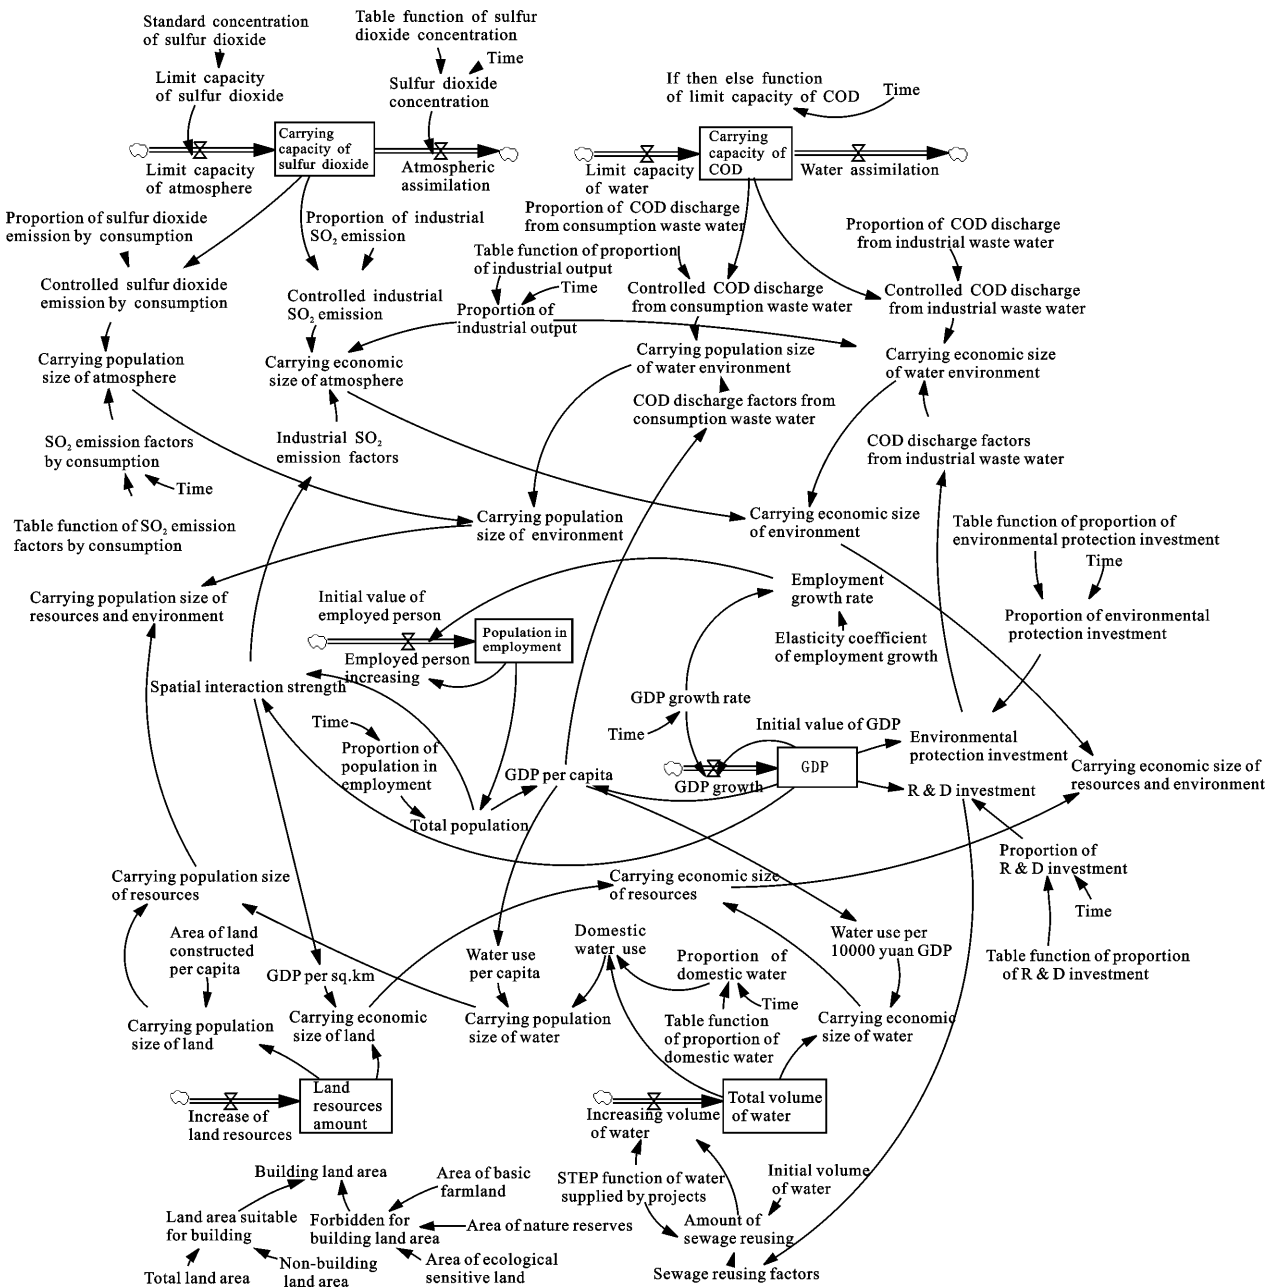 Standard concentration
of sulfur dioxide
Table function of sulfur
dioxide concentration
Time
Limit capacity
of sulfur dioxide
Sulfur dioxide
concentration
If then else function
of limit capacity of COD
Time
Carrying
capacity of
sulfur dioxide
Carrying
capacity of
COD
Limit capacity
of atmosphere
Atmospheric
assimilation
Limit capacity
of water
Water assimilation
Proportion of sulfur dioxide
emission by consumption
Proportion of industrial
SO₂ emission
Proportion of COD discharge
from consumption waste water
Proportion of COD discharge
from industrial waste water
Table function of proportion
of industrial output
Time
Controlled sulfur dioxide
emission by consumption
Controlled industrial
SO₂ emission
Proportion of
industrial output
Controlled COD discharge
from consumption waste water
Controlled COD discharge
from industrial waste water
Carrying population
size of atmosphere
Carrying economic
size of atmosphere
Carrying population size
of water environment
Carrying economic size
of water environment
COD discharge factors from
consumption waste water
SO₂ emission factors
by consumption
Time
Industrial SO₂
emission factors
COD discharge factors
from industrial waste water
Table function of SO₂ emission
factors by consumption
Carrying population
size of environment
Carrying economic size
of environment
Table function of proportion of
environmental protection investment
Time
Carrying population size of
resources and environment
Initial value of
employed person
Employment
growth rate
Proportion of environmental
protection investment
Population in
employment
Elasticity coefficient
of employment growth
Employed person
increasing
Spatial interaction strength
GDP growth rate
Time
Proportion of
population in
employment
Time
Initial value of GDP
Environmental
protection investment
GDP
GDP growth
GDP per capita
R & D investment
Carrying economic size of
resources and environment
Total population
Proportion of
R & D investment
Time
Carrying population size
of resources
Carrying economic size
of resources
Area of land
constructed
per capita
Domestic
water use
Water use per
10000 yuan GDP
Table function of proportion
of R & D investment
GDP per sq.km
Water use
per capita
Proportion of
domestic water
Time
Carrying population
size of land
Carrying economic
size of land
Carrying population
size of water
Table function
of proportion of
domestic water
Carrying economic
size of water
Land
resources
amount
Increase of
land resources
Total volume
of water
Increasing volume
of water
Building land area
Area of basic
farmland
STEP function of water
supplied by projects
Initial volume
of water
Land area suitable
for building
Forbidden for
building land area
Area of nature reserves
Amount of
sewage reusing
Total land area
Non-building
land area
Area of ecological
sensitive land
Sewage reusing factors